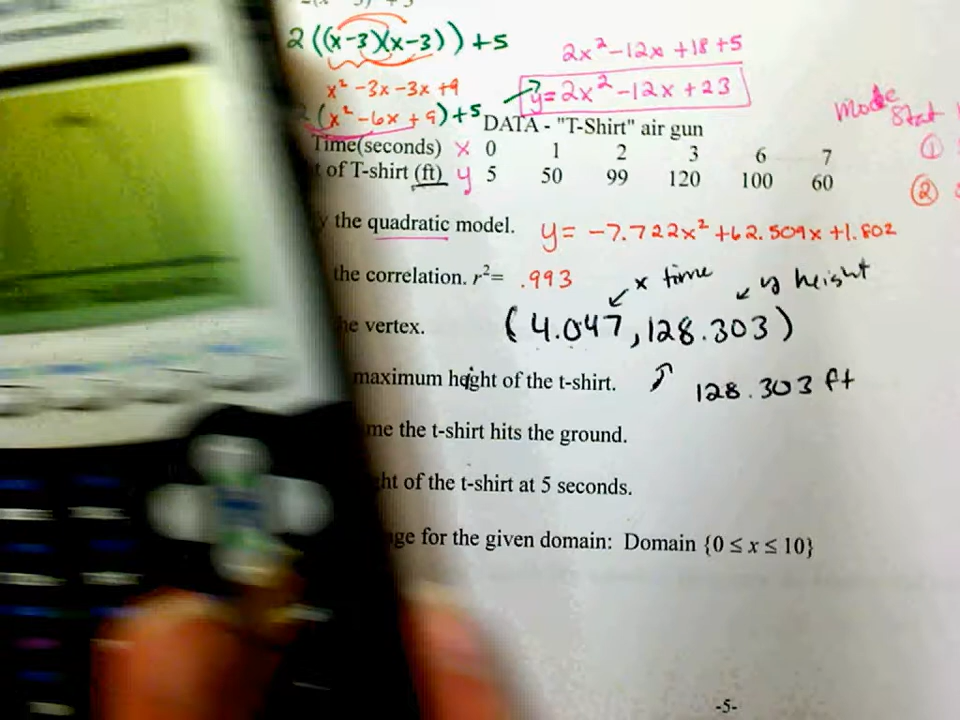 2((x-3)(x-3))+5
2x²-12x+18+5
x²-3x-3x+9
y=2x²-12x+23
2(x²-6x+9)+5
Mode
Stat
DATA - "T-Shirt" air gun
Time(seconds) x 0 1 2 3 6 7
①
of T-shirt (ft) y 5 50 99 120 100 60
②
the quadratic model. y= -7.722x²+62.509x+1.802
the correlation. r²= .993
x time
y height
vertex. (4.047,128.303)
maximum height of the t-shirt. 128.303 ft
the t-shirt hits the ground.
of the t-shirt at 5 seconds.
for the given domain: Domain {0 ≤ x ≤ 10}
-5-